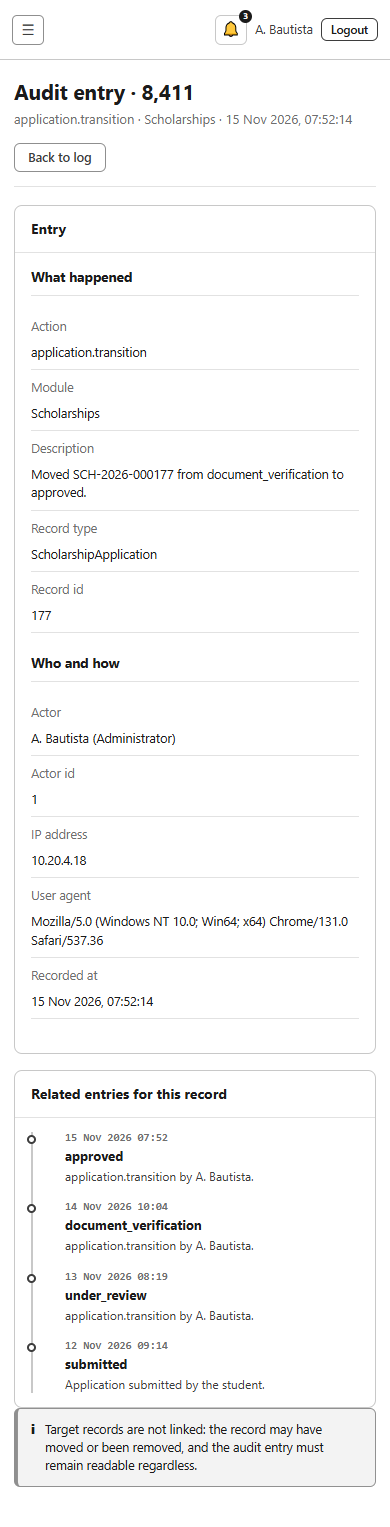 ☰
3
A. Bautista
Logout
Audit entry · 8,411
application.transition · Scholarships · 15 Nov 2026, 07:52:14
Back to log
Entry
What happened
Action
application.transition
Module
Scholarships
Description
Moved SCH-2026-000177 from document_verification to
approved.
Record type
ScholarshipApplication
Record id
177
Who and how
Actor
A. Bautista (Administrator)
Actor id
1
IP address
10.20.4.18
User agent
Mozilla/5.0 (Windows NT 10.0; Win64; x64) Chrome/131.0
Safari/537.36
Recorded at
15 Nov 2026, 07:52:14
Related entries for this record
15 Nov 2026 07:52
approved
application.transition by A. Bautista.
14 Nov 2026 10:04
document_verification
application.transition by A. Bautista.
13 Nov 2026 08:19
under_review
application.transition by A. Bautista.
12 Nov 2026 09:14
submitted
Application submitted by the student.
i Target records are not linked: the record may have
moved or been removed, and the audit entry must
remain readable regardless.